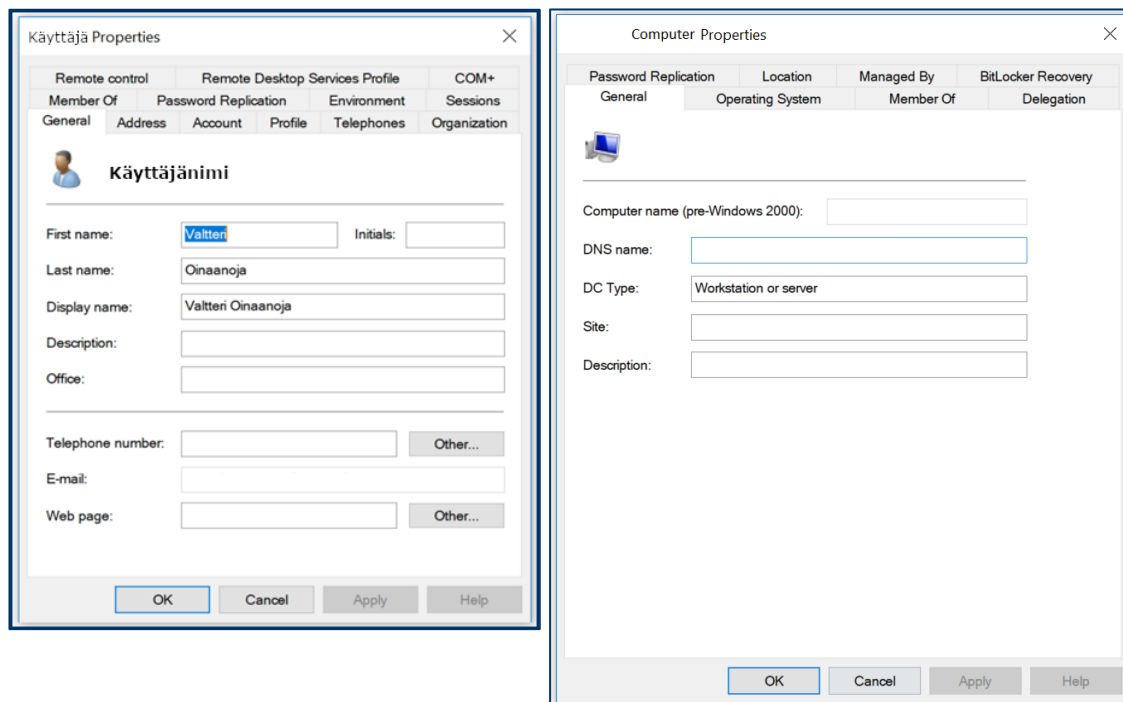 Käyttäjä Properties
Remote control Remote Desktop Services Profile COM+
Member Of Password Replication Environment Sessions
General Address Account Profile Telephones Organization
Käyttäjänimi
First name: Valtteri Initials:
Last name: Oinaanoja
Display name: Valtteri Oinaanoja
Description:
Office:
Telephone number: Other...
E-mail:
Web page: Other...
OK Cancel Apply Help
Computer Properties
Password Replication Location Managed By BitLocker Recovery
General Operating System Member Of Delegation
Computer name (pre-Windows 2000):
DNS name:
DC Type: Workstation or server
Site:
Description:
OK Cancel Apply Help